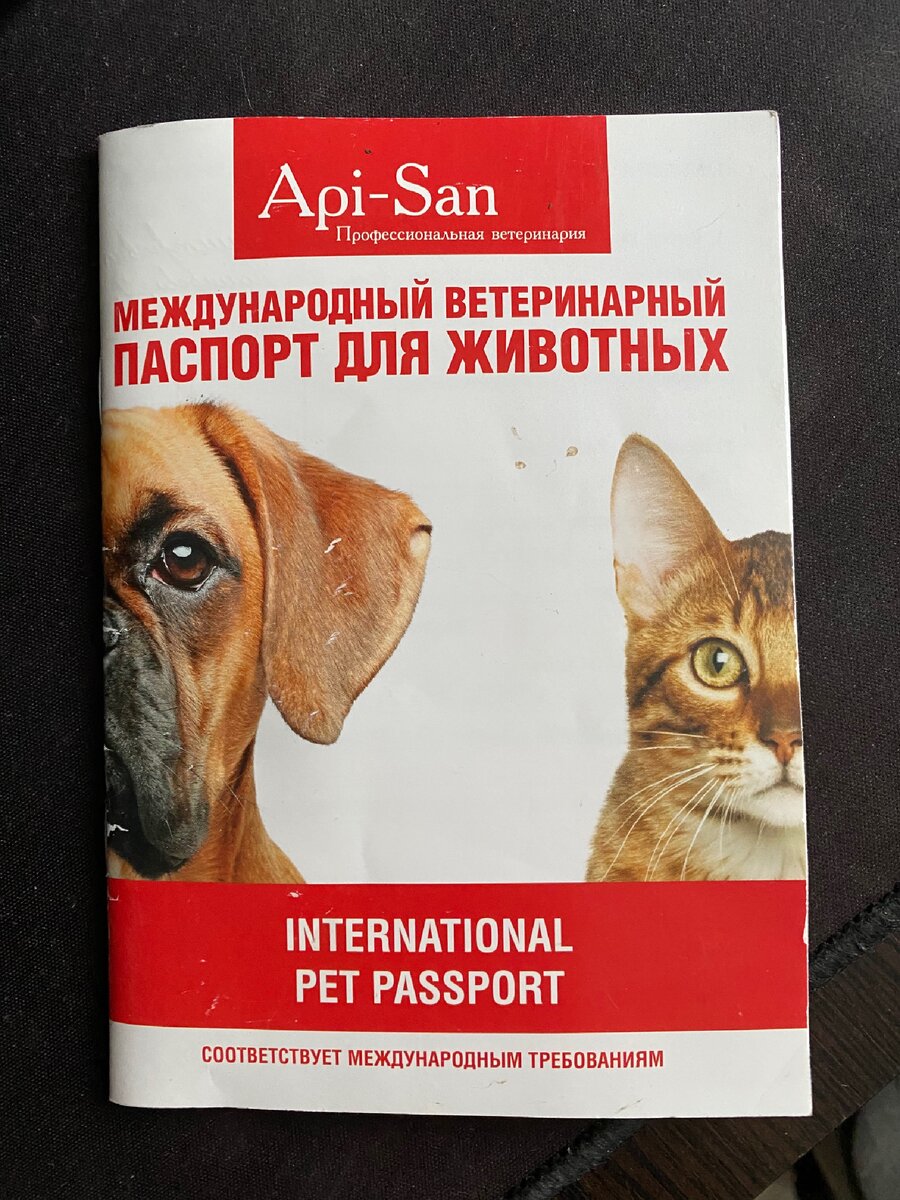 Api-San
Профессиональная ветеринария
МЕЖДУНАРОДНЫЙ ВЕТЕРИНАРНЫЙ
ПАСПОРТ ДЛЯ ЖИВОТНЫХ
INTERNATIONAL
PET PASSPORT
СООТВЕТСТВУЕТ МЕЖДУНАРОДНЫМ ТРЕБОВАНИЯМ